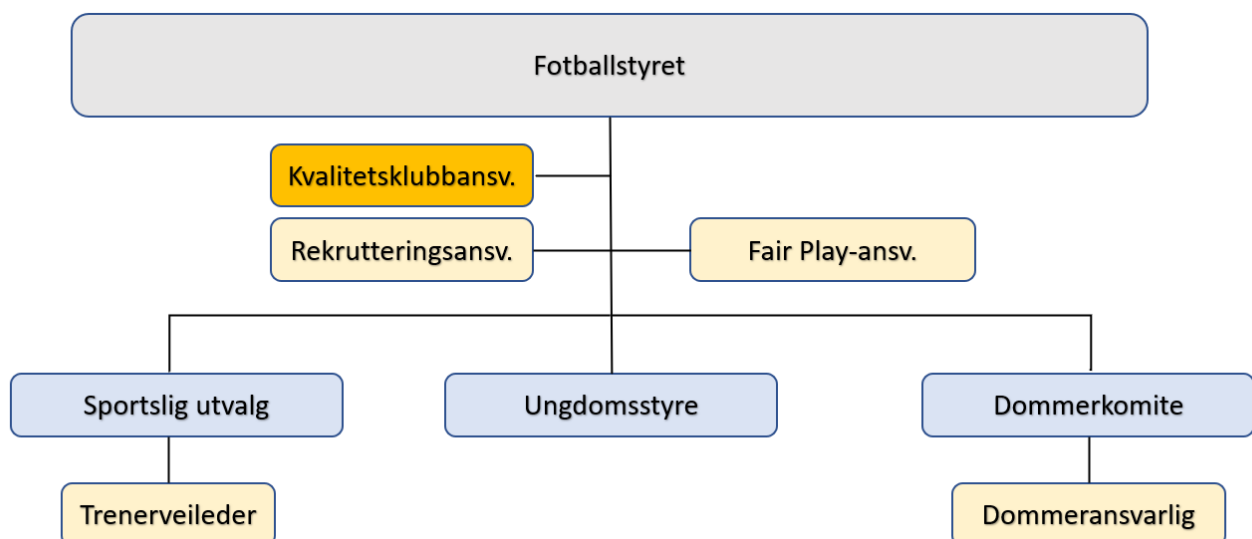 Fotballstyret
Kvalitetsklubbansv.
Rekrutteringsansv.
Fair Play-ansv.
Sportslig utvalg
Ungdomsstyre
Dommerkomite
Trenerveileder
Dommeransvarlig